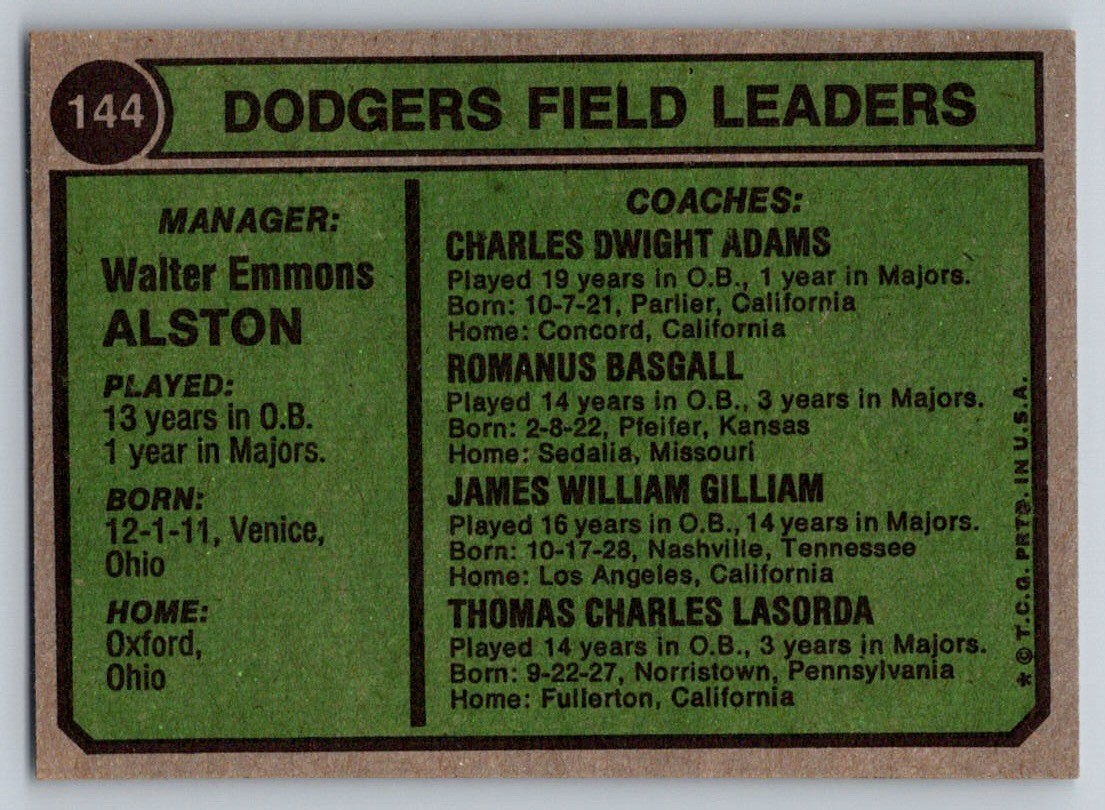 144
DODGERS FIELD LEADERS
MANAGER:
Walter Emmons
ALSTON
PLAYED:
13 years in O.B.
1 year in Majors.
BORN:
12-1-11, Venice,
Ohio
HOME:
Oxford,
Ohio
COACHES:
CHARLES DWIGHT ADAMS
Played 19 years in O.B., 1 year in Majors.
Born: 10-7-21, Parlier, California
Home: Concord, California
ROMANUS BASGALL
Played 14 years in O.B., 3 years in Majors.
Born: 2-8-22, Pfeifer, Kansas
Home: Sedalia, Missouri
JAMES WILLIAM GILLIAM
Played 16 years in O.B., 14 years in Majors.
Born: 10-17-28, Nashville, Tennessee
Home: Los Angeles, California
THOMAS CHARLES LASORDA
Played 14 years in O.B., 3 years in Majors.
Born: 9-22-27, Norristown, Pennsylvania
Home: Fullerton, California
* © T.C.G. PRTD. IN U.S.A.